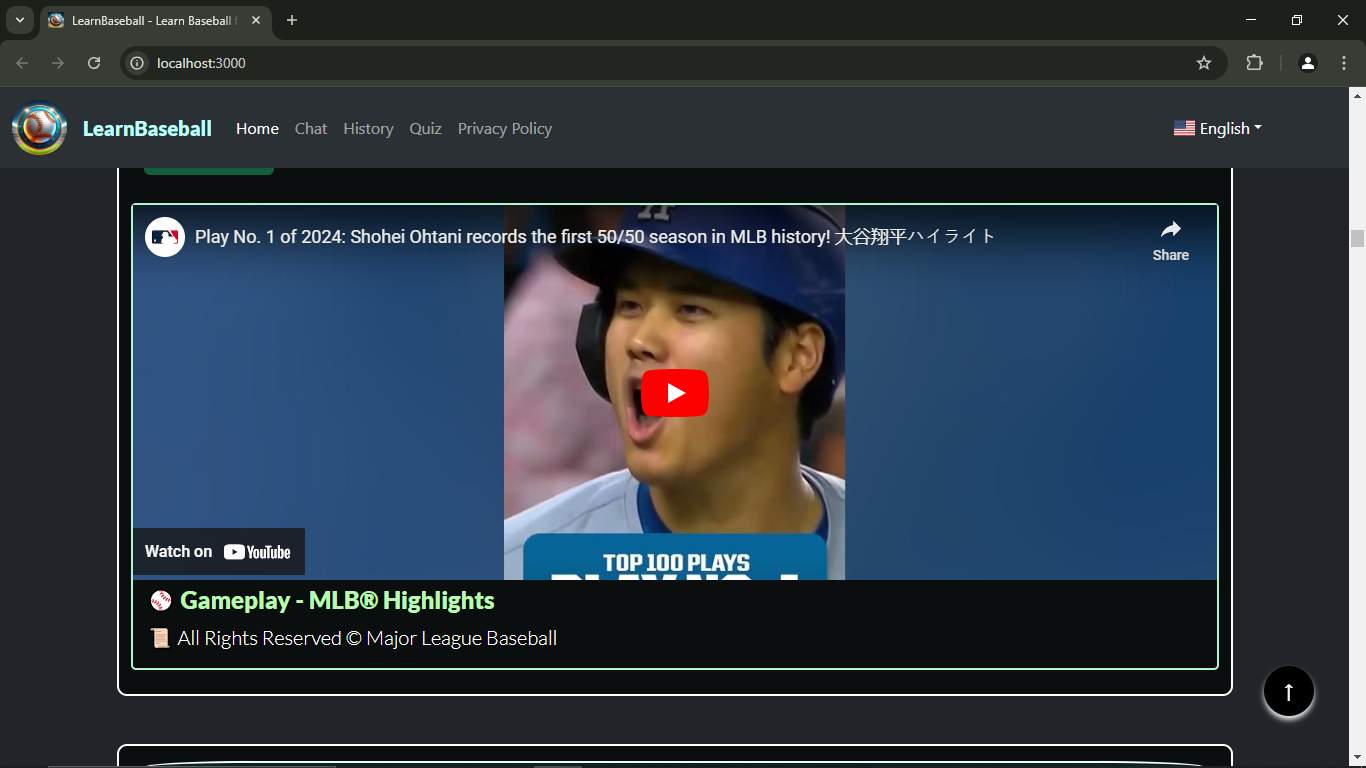 LearnBaseball - Learn Baseball f
localhost:3000
LearnBaseball Home Chat History Quiz Privacy Policy English
Play No. 1 of 2024: Shohei Ohtani records the first 50/50 season in MLB history! 大谷翔平ハイライト
Share
TOP 100 PLAYS
Watch on YouTube
Gameplay - MLB® Highlights
All Rights Reserved © Major League Baseball